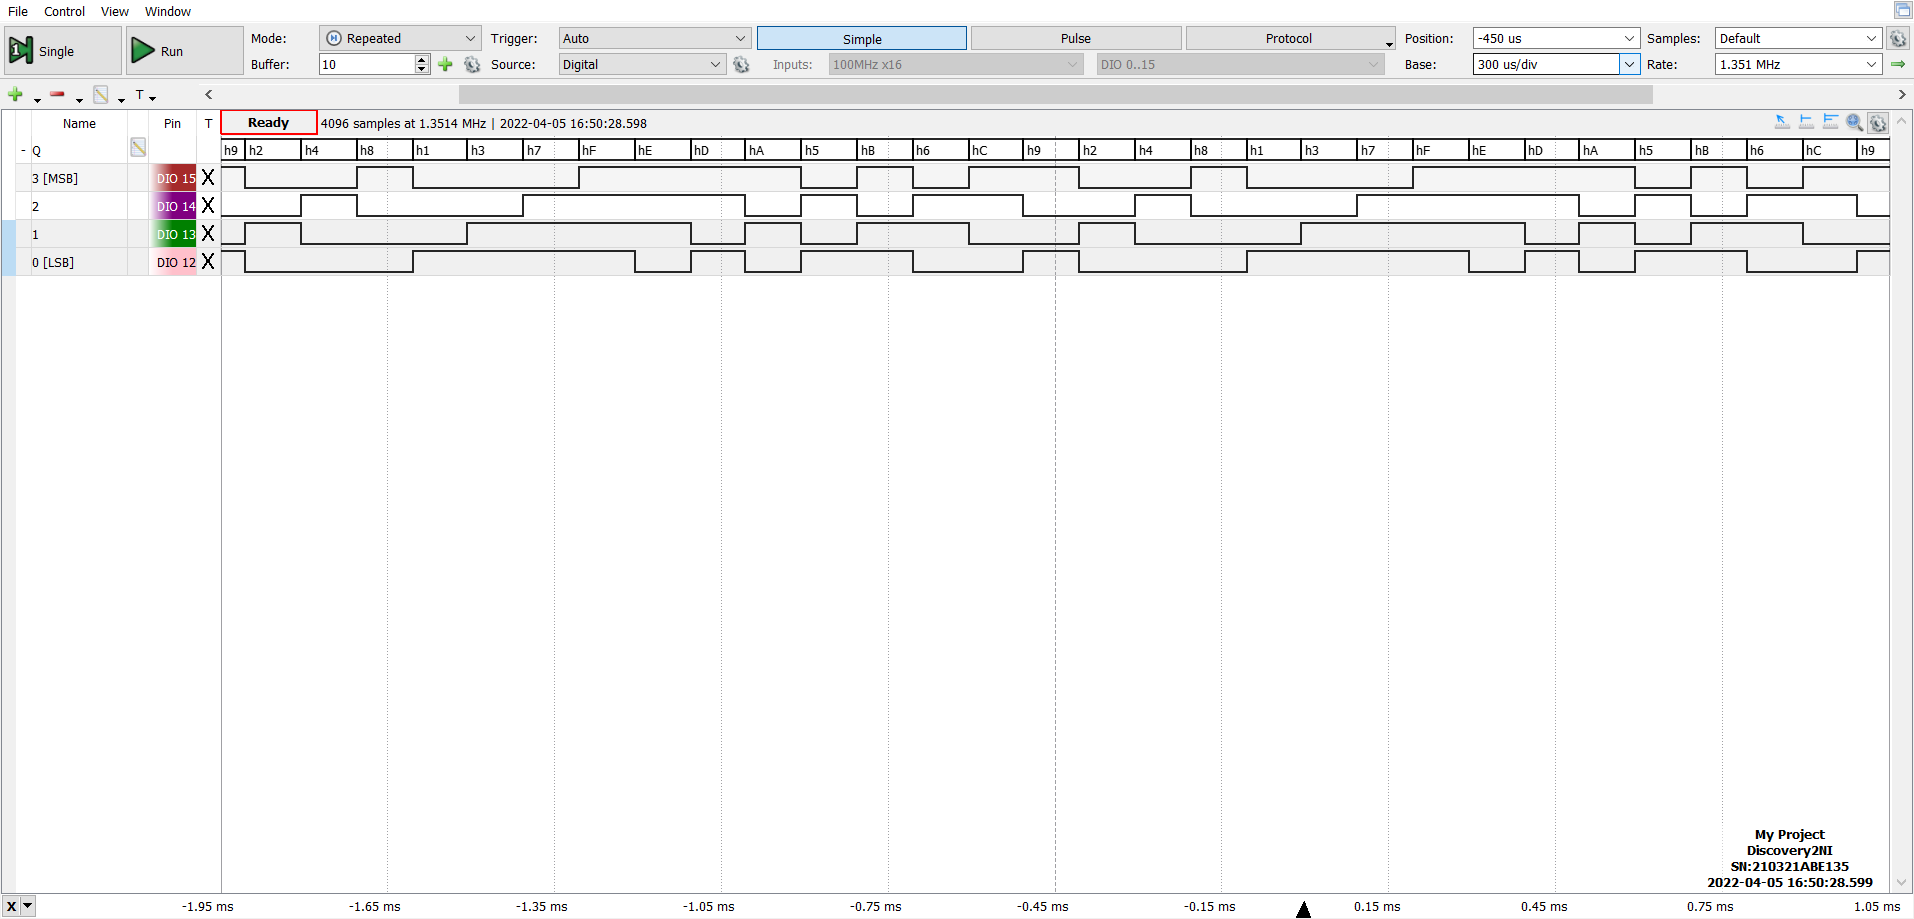 File Control View Window
Single Run Mode: Repeated Trigger: Auto Simple Pulse Protocol Position: -450 us Samples: Default
Buffer: 10 Source: Digital Inputs: 100MHz x16 DIO 0..15 Base: 300 us/div Rate: 1.351 MHz
T
Name Pin T Ready 4096 samples at 1.3514 MHz | 2022-04-05 16:50:28.598
- Q h9 h2 h4 h8 h1 h3 h7 hF hE hD hA h5 hB h6 hC h9 h2 h4 h8 h1 h3 h7 hF hE hD hA h5 hB h6 hC h9
3 [MSB] DIO 15 X
2 DIO 14 X
1 DIO 13 X
0 [LSB] DIO 12 X
My Project
Discovery2NI
SN:210321ABE135
2022-04-05 16:50:28.599
X -1.95 ms -1.65 ms -1.35 ms -1.05 ms -0.75 ms -0.45 ms -0.15 ms 0.15 ms 0.45 ms 0.75 ms 1.05 ms